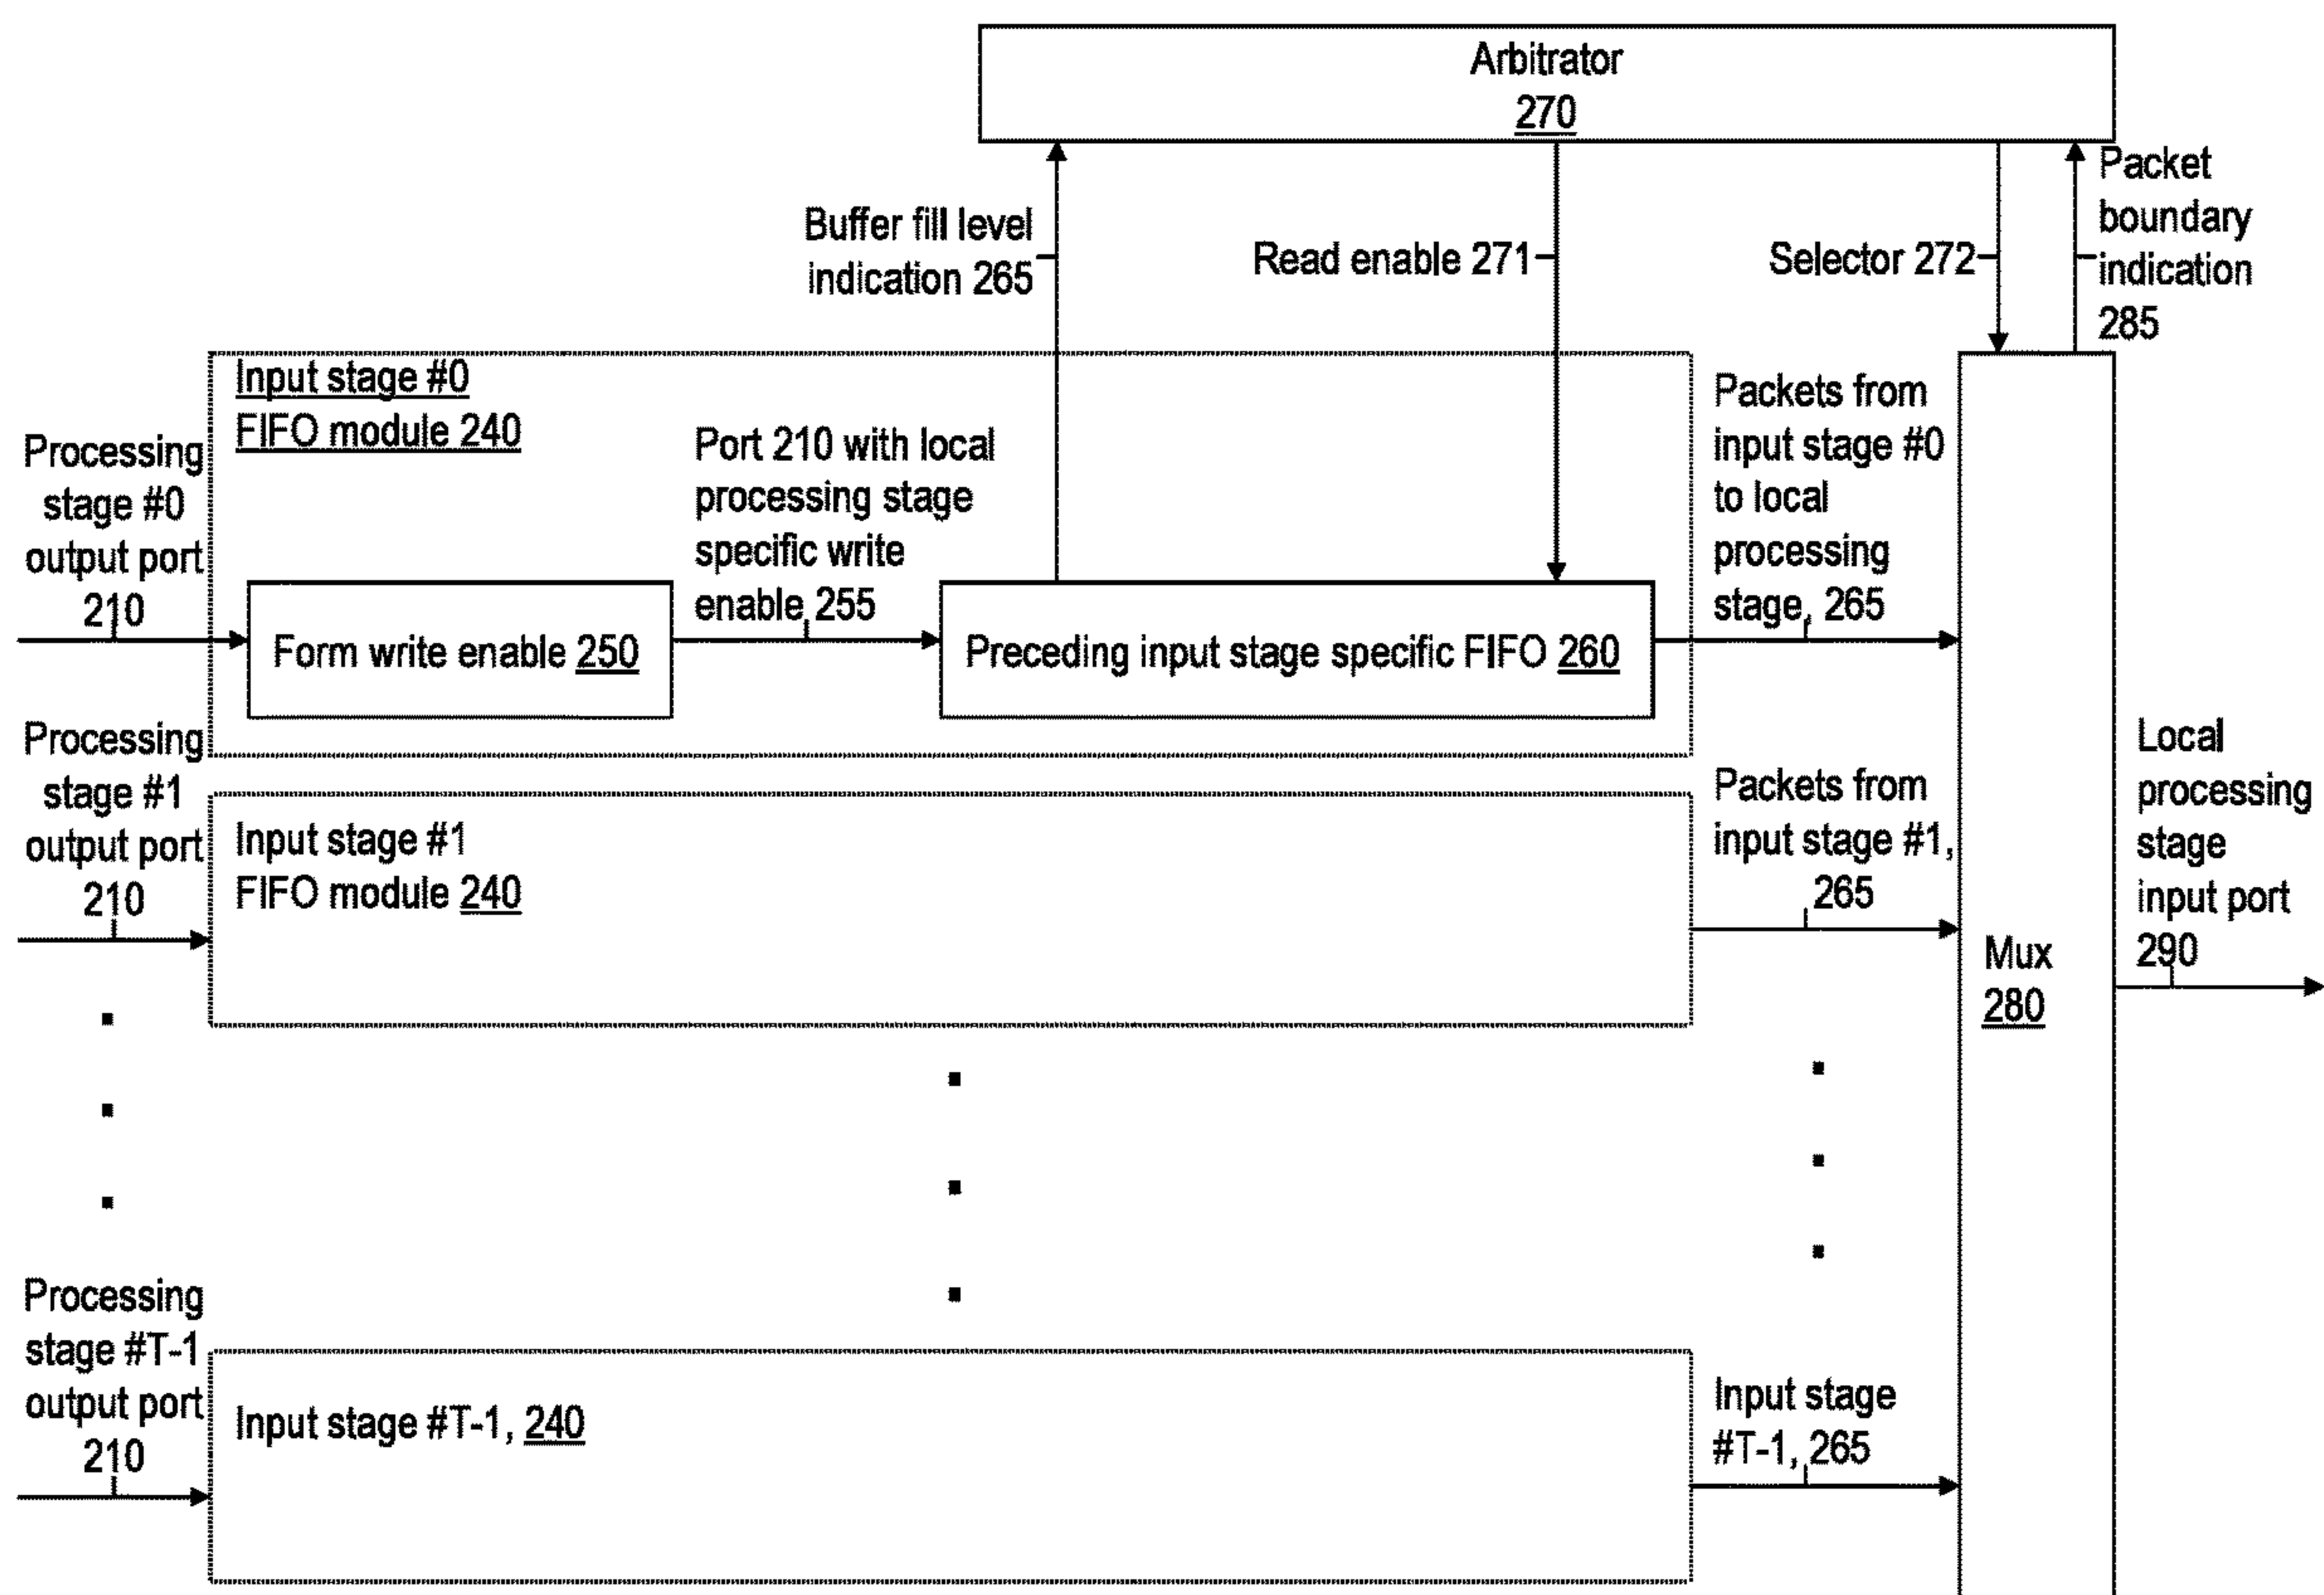 Arbitrator
270
Buffer fill level
indication 265
Read enable 271
Selector 272
Packet
boundary
indication
285
Input stage #0
FIFO module 240
Processing
stage #0
output port
210
Form write enable 250
Port 210 with local
processing stage
specific write
enable 255
Preceding input stage specific FIFO 260
Packets from
input stage #0
to local
processing
stage, 265
Processing
stage #1
output port
210
Input stage #1
FIFO module 240
Packets from
input stage #1,
265
Mux
280
Local
processing
stage
input port
290
Processing
stage #T-1
output port
210
Input stage #T-1, 240
Input stage
#T-1, 265